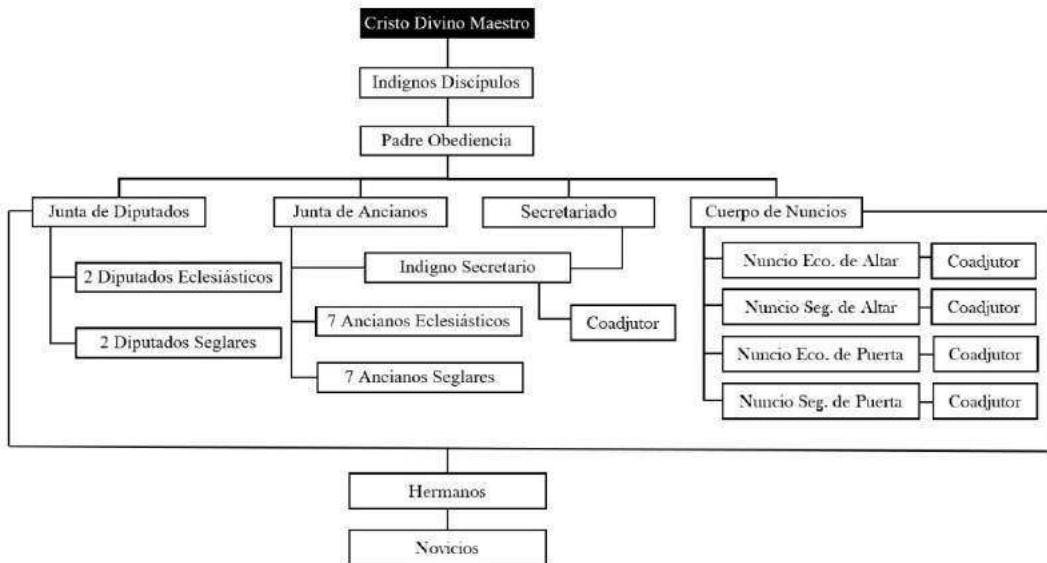 Cristo Divino Maestro
Indignos Discípulos
Padre Obediencia
Junta de Diputados
Junta de Ancianos
Secretariado
Cuerpo de Nuncios
2 Diputados Eclesiásticos
2 Diputados Seglares
Indigno Secretario
7 Ancianos Eclesiásticos
Coadjutor
7 Ancianos Seglares
Nuncio Eco. de Altar
Coadjutor
Nuncio Seg. de Altar
Coadjutor
Nuncio Eco. de Puerta
Coadjutor
Nuncio Seg. de Puerta
Coadjutor
Hermanos
Novicios